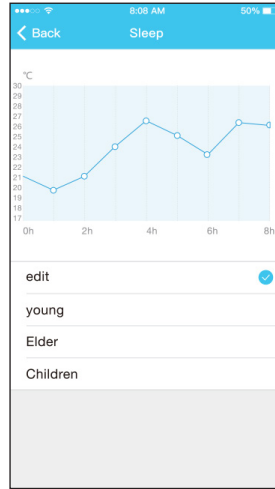 8:08 AM 50%
Back Sleep
°C
30
29
28
27
26
25
24
23
22
21
20
19
18
17
0h 2h 4h 6h 8h
edit
young
Elder
Children